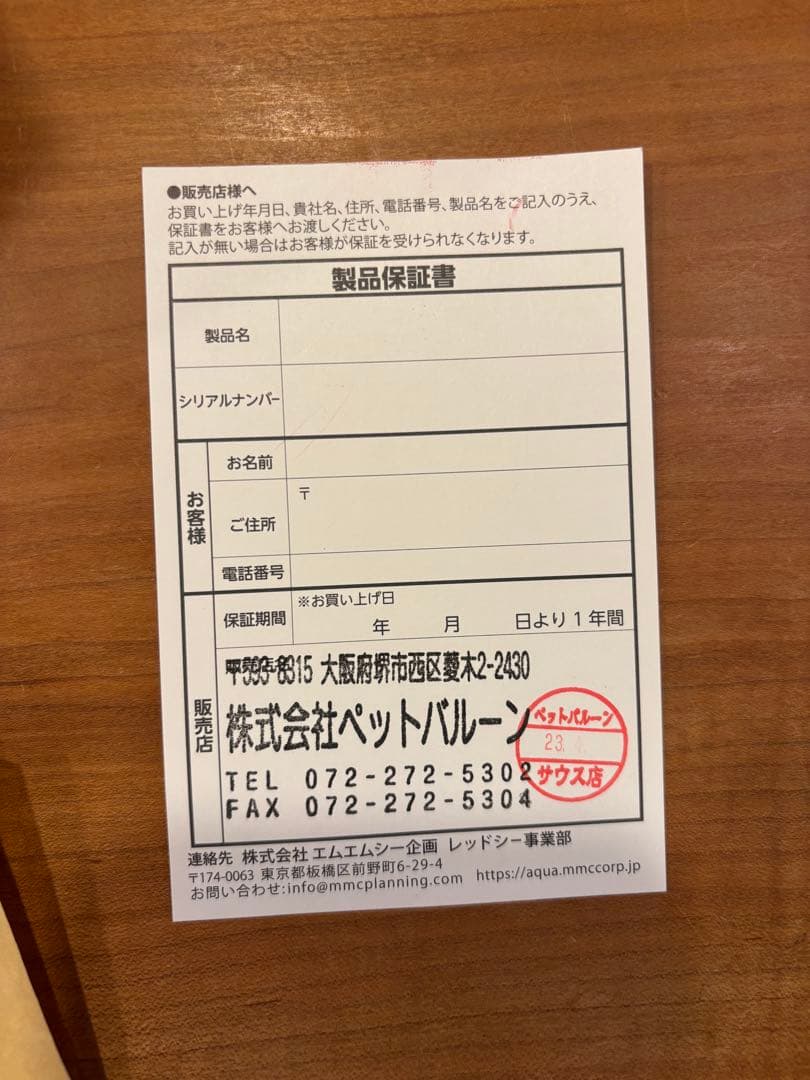 ●販売店様へ
お買い上げ年月日、貴社名、住所、電話番号、製品名をご記入のうえ、
保証書をお客様へお渡しください。
記入が無い場合はお客様が保証を受けられなくなります。
製品保証書
製品名
シリアルナンバー
お客様
お名前
〒
ご住所
電話番号
販売店
保証期間
※お買い上げ日
年 月 日より1年間
〒593-8315 大阪府堺市西区菱木2-2430
株式会社ペットバルーン
TEL 072-272-5302
FAX 072-272-5304
ペットバルーン
23.
サウス店
連絡先 株式会社 エムエムシー企画 レッドシー事業部
〒174-0063 東京都板橋区前野町6-29-4
お問い合わせ:info@mmcplanning.com https://aqua.mmccorp.jp